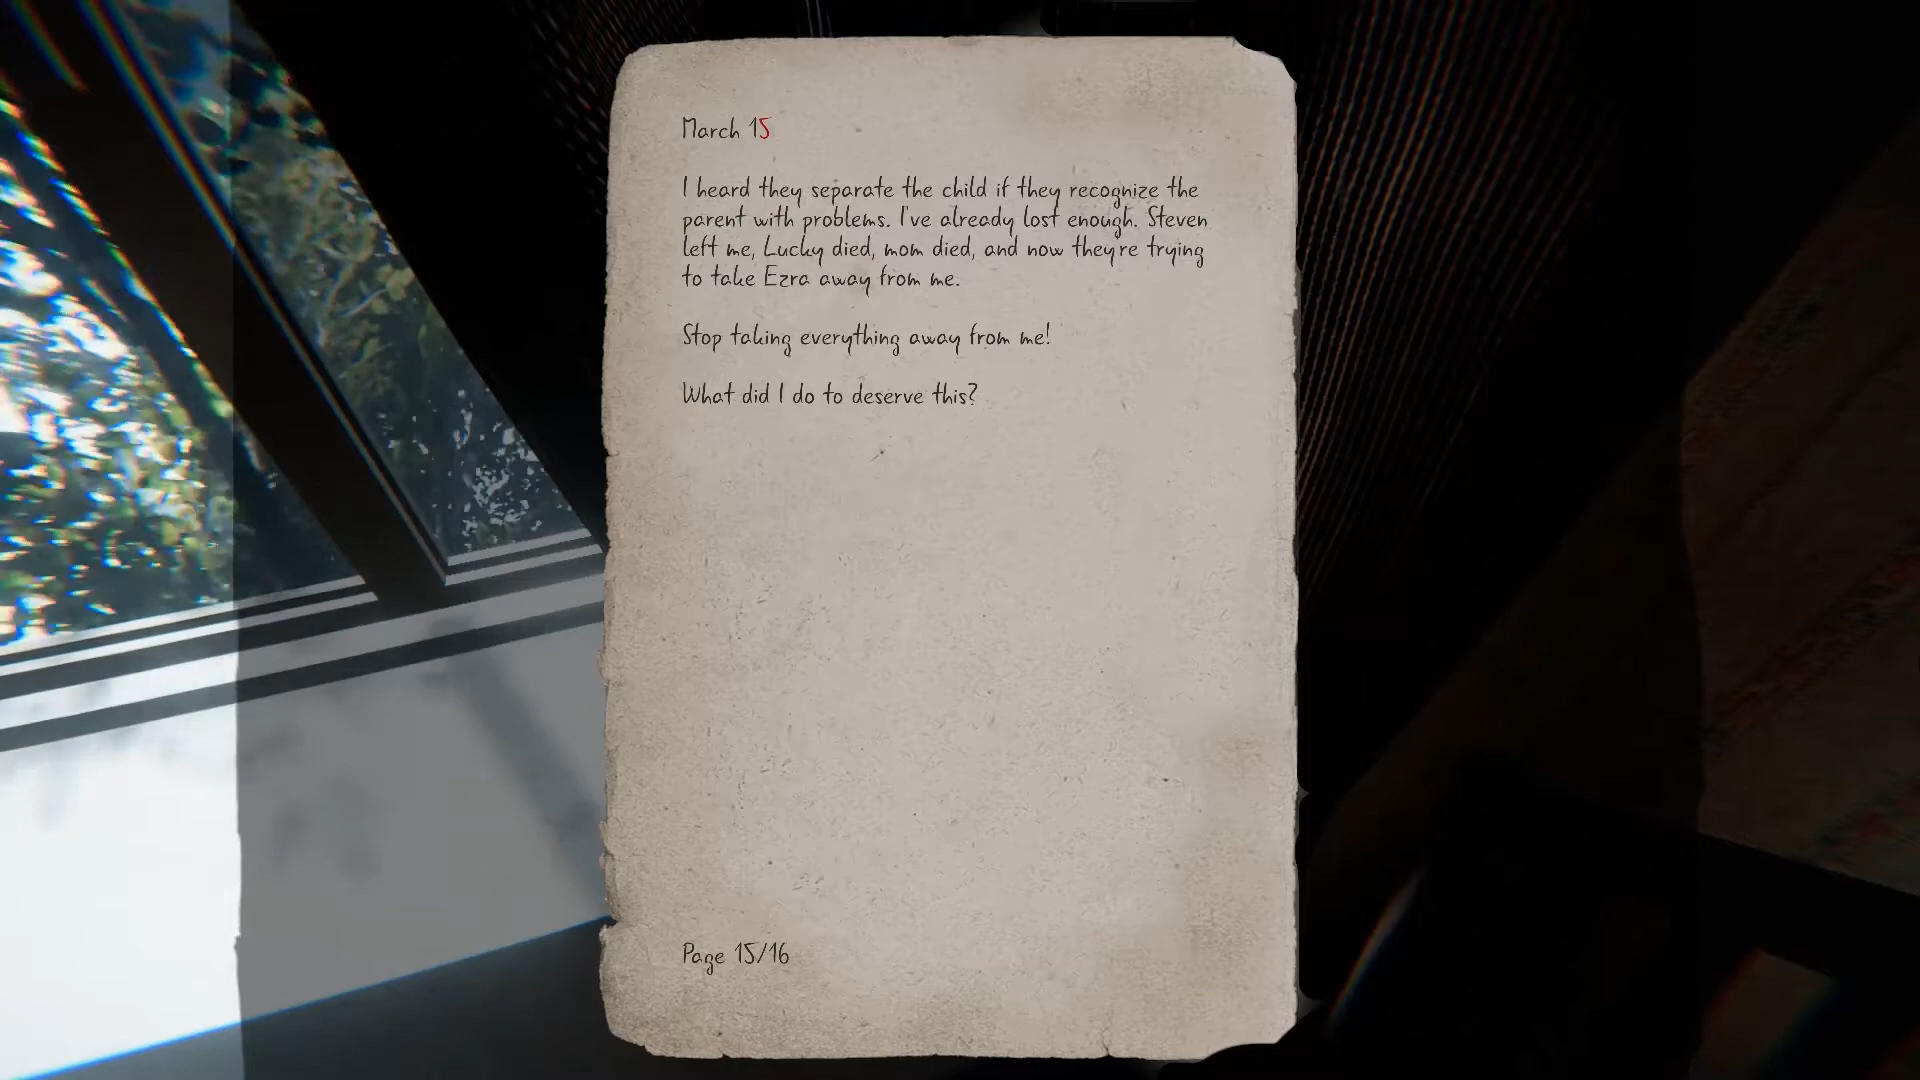 March 15
I heard they separate the child if they recognize the
parent with problems. I've already lost enough. Steven
left me, Lucky died, mom died, and now they're trying
to take Ezra away from me.
Stop taking everything away from me!
What did I do to deserve this?
Page 15/16